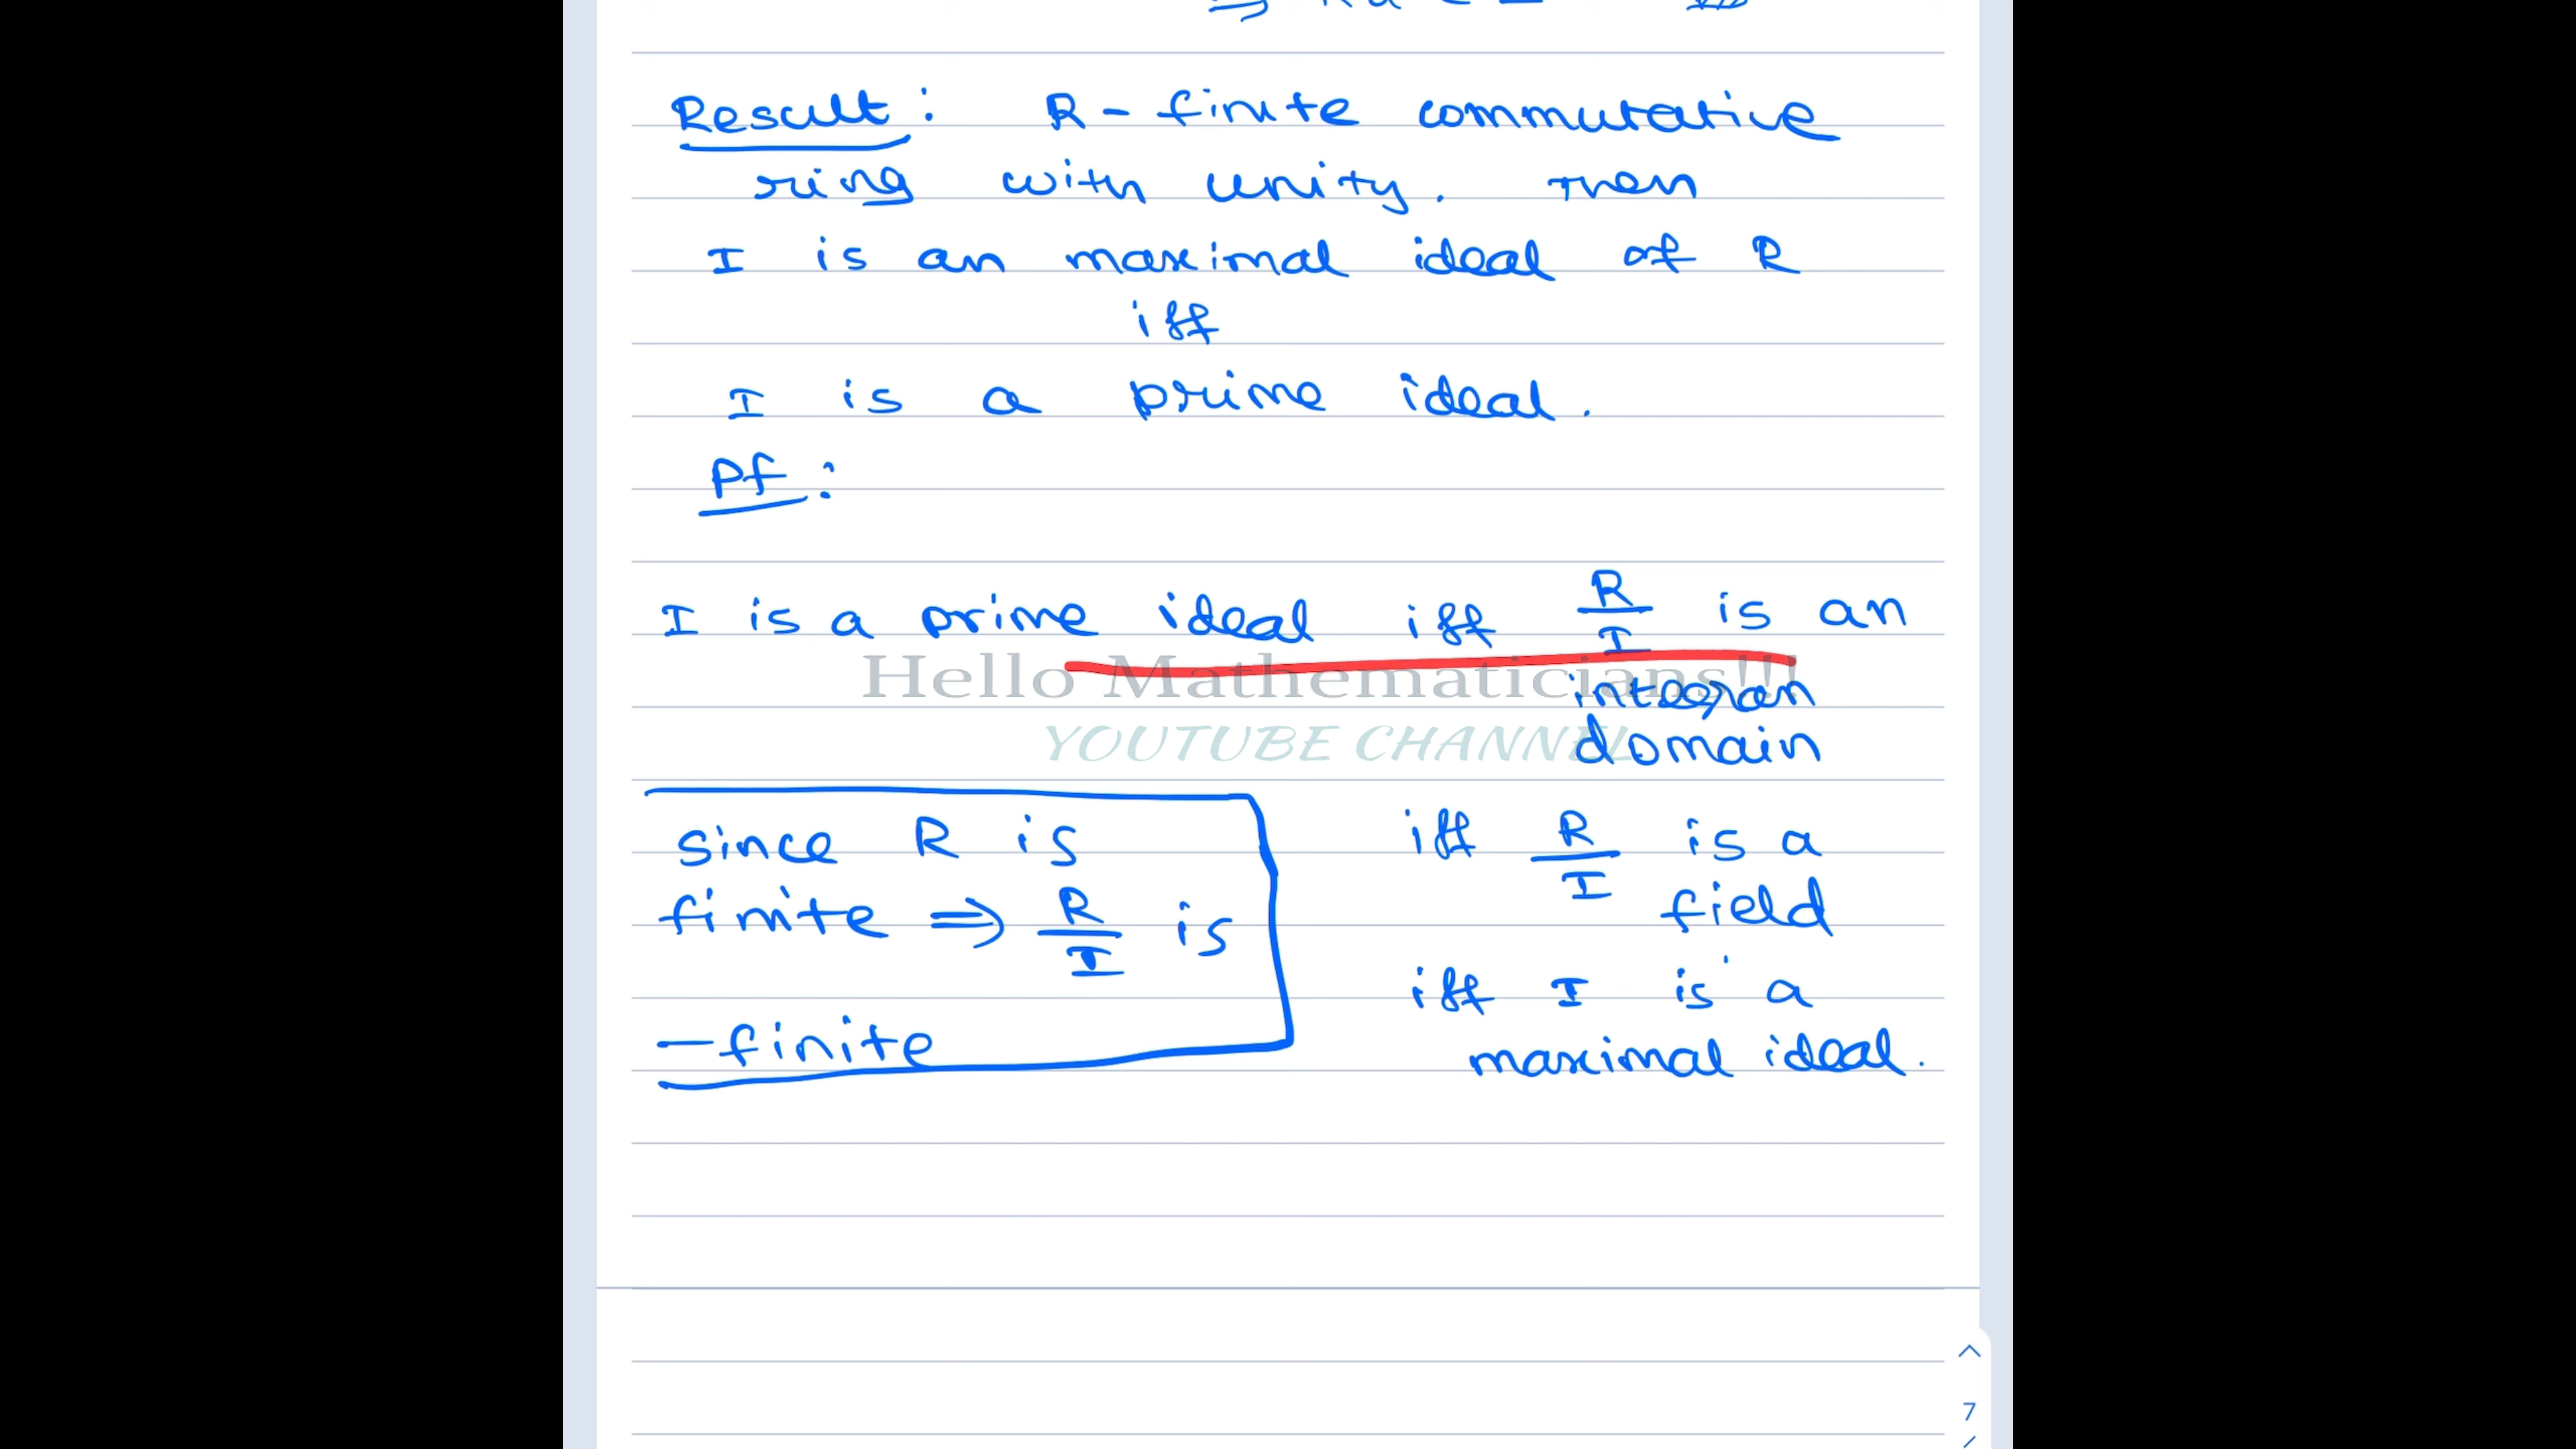 Result: R - finite commutative
ring with unity. Then
I is an maximal ideal of R
iff
I is a prime ideal.
Pf:
I is a prime ideal iff R/I is an
Hello Mathematicians!!!
domain
YOUTUBE CHANNEL
since R is
finite ⇒ R/I is
- finite
iff R/I is a
field
iff I is a
maximal ideal.
7